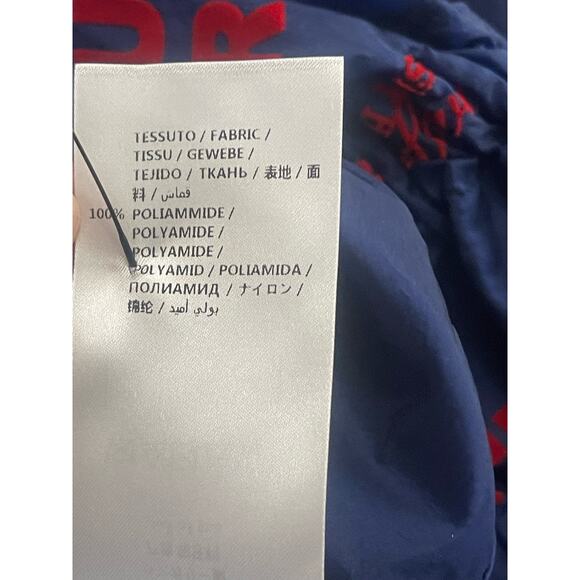 UR
TESSUTO / FABRIC /
TISSU / GEWEBE /
TEJIDO / ТКАНЬ / 表地 / 面
料 / قماش /
100% POLIAMMIDE /
POLYAMIDE /
POLYAMIDE /
POLYAMID / POLIAMIDA /
ПОЛИАМИД / ナイロン /
锦纶 / بولي أميد /